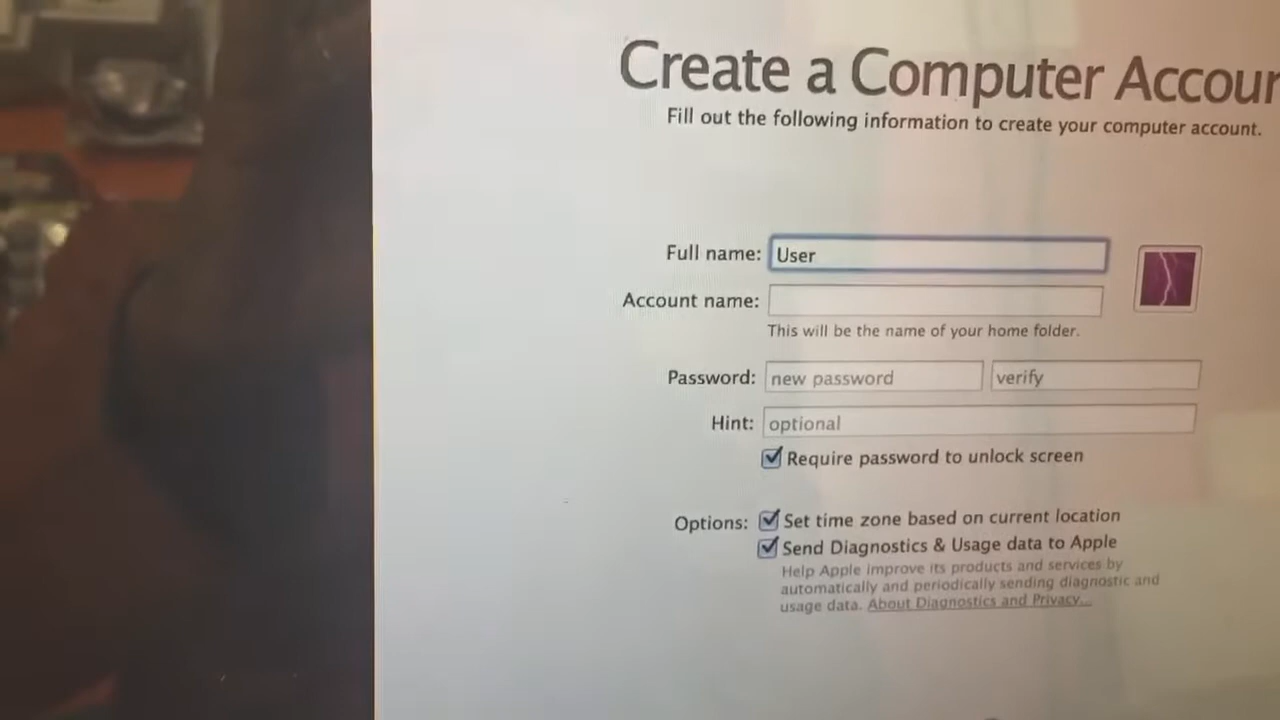 Create a Computer Accour
Fill out the following information to create your computer account.
Full name: User
Account name:
This will be the name of your home folder.
Password: new password verify
Hint: optional
Require password to unlock screen
Options: Set time zone based on current location
Send Diagnostics & Usage data to Apple
Help Apple improve its products and services by
automatically and periodically sending diagnostic and
usage data. About Diagnostics and Privacy...